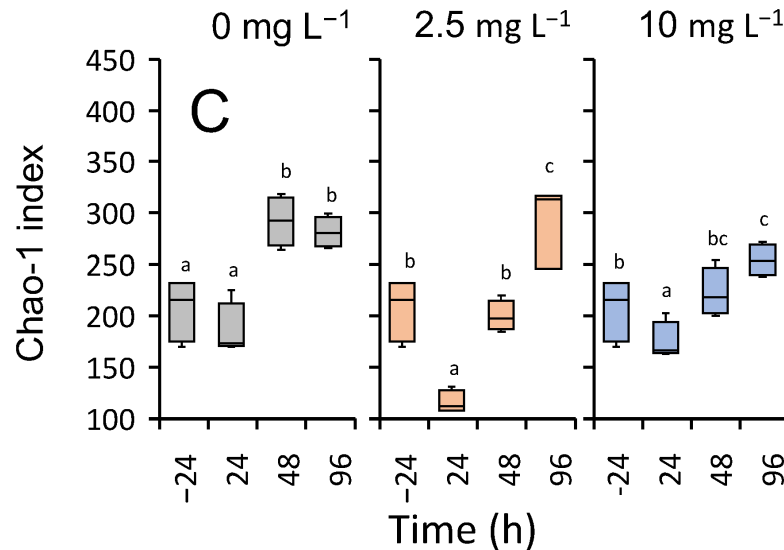 0 mg L⁻¹ 2.5 mg L⁻¹ 10 mg L⁻¹
C
Chao-1 index
450
400
350
300
250
200
150
100
a a b b
b a b c
b a bc c
−24 24 48 96 −24 24 48 96 -24 24 48 96
Time (h)